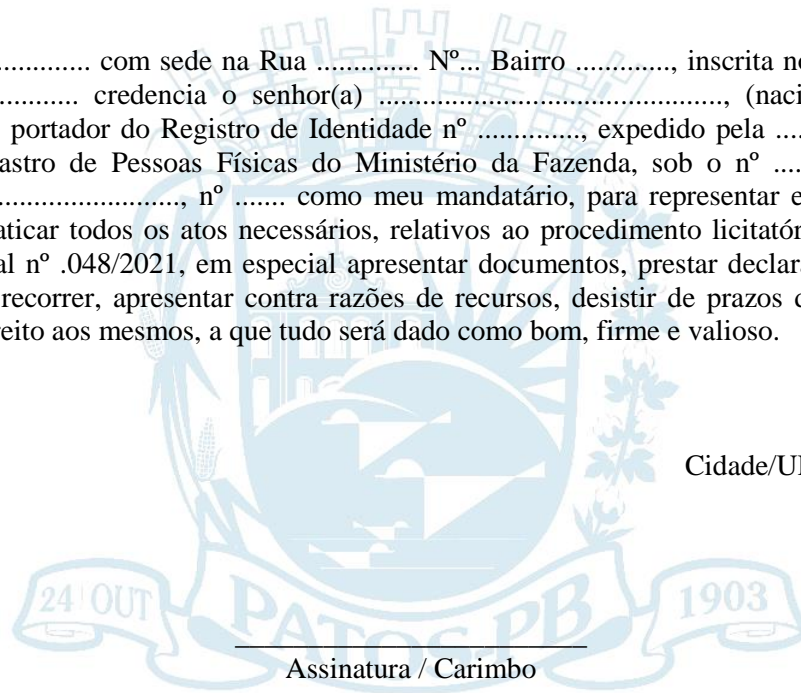 ............. com sede na Rua ............. Nº... Bairro ............., inscrita no
............ credencia o senhor(a) ............................................., (naci
portador do Registro de Identidade nº ............., expedido pela .....
astro de Pessoas Físicas do Ministério da Fazenda, sob o nº .....
........................, nº ...... como meu mandatário, para representar e
aticar todos os atos necessários, relativos ao procedimento licitatór
al nº .048/2021, em especial apresentar documentos, prestar declara
recorrer, apresentar contra razões de recursos, desistir de prazos d
reito aos mesmos, a que tudo será dado como bom, firme e valioso.
Cidade/U
24 OUT
PATOS-PB
1903
Assinatura / Carimbo